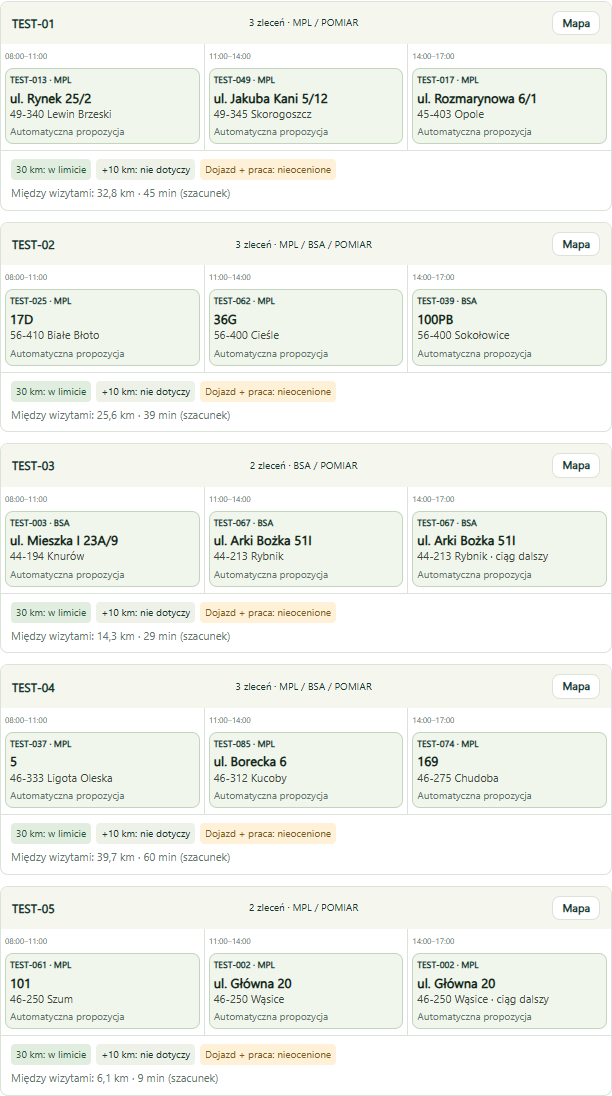 TEST-01 3 zleceń · MPL / POMIAR Mapa
08:00–11:00 11:00–14:00 14:00–17:00
TEST-013 · MPL TEST-049 · MPL TEST-017 · MPL
ul. Rynek 25/2 ul. Jakuba Kani 5/12 ul. Rozmarynowa 6/1
49-340 Lewin Brzeski 49-345 Skorogoszcz 45-403 Opole
Automatyczna propozycja Automatyczna propozycja Automatyczna propozycja
30 km: w limicie +10 km: nie dotyczy Dojazd + praca: nieocenione
Między wizytami: 32,8 km · 45 min (szacunek)
TEST-02 3 zleceń · MPL / BSA / POMIAR Mapa
08:00–11:00 11:00–14:00 14:00–17:00
TEST-025 · MPL TEST-062 · MPL TEST-039 · BSA
17D 36G 100PB
56-410 Białe Błoto 56-400 Cieśle 56-400 Sokołowice
Automatyczna propozycja Automatyczna propozycja Automatyczna propozycja
30 km: w limicie +10 km: nie dotyczy Dojazd + praca: nieocenione
Między wizytami: 25,6 km · 39 min (szacunek)
TEST-03 2 zleceń · BSA / POMIAR Mapa
08:00–11:00 11:00–14:00 14:00–17:00
TEST-003 · BSA TEST-067 · BSA TEST-067 · BSA
ul. Mieszka I 23A/9 ul. Arki Bożka 51I ul. Arki Bożka 51I
44-194 Knurów 44-213 Rybnik 44-213 Rybnik · ciąg dalszy
Automatyczna propozycja Automatyczna propozycja Automatyczna propozycja
30 km: w limicie +10 km: nie dotyczy Dojazd + praca: nieocenione
Między wizytami: 14,3 km · 29 min (szacunek)
TEST-04 3 zleceń · MPL / BSA / POMIAR Mapa
08:00–11:00 11:00–14:00 14:00–17:00
TEST-037 · MPL TEST-085 · MPL TEST-074 · MPL
5 ul. Borecka 6 169
46-333 Ligota Oleska 46-312 Kucoby 46-275 Chudoba
Automatyczna propozycja Automatyczna propozycja Automatyczna propozycja
30 km: w limicie +10 km: nie dotyczy Dojazd + praca: nieocenione
Między wizytami: 39,7 km · 60 min (szacunek)
TEST-05 2 zleceń · MPL / POMIAR Mapa
08:00–11:00 11:00–14:00 14:00–17:00
TEST-061 · MPL TEST-002 · MPL TEST-002 · MPL
101 ul. Główna 20 ul. Główna 20
46-250 Szum 46-250 Wąsice 46-250 Wąsice · ciąg dalszy
Automatyczna propozycja Automatyczna propozycja Automatyczna propozycja
30 km: w limicie +10 km: nie dotyczy Dojazd + praca: nieocenione
Między wizytami: 6,1 km · 9 min (szacunek)